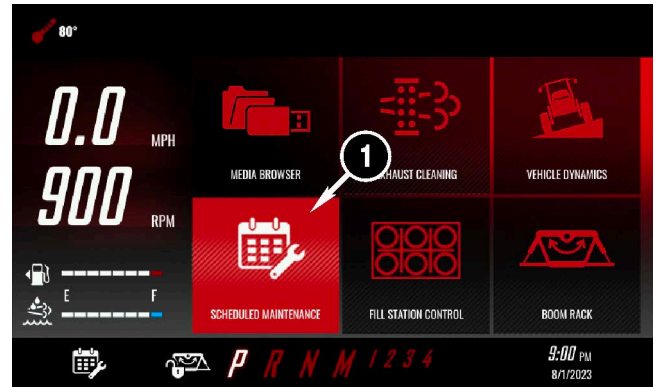 80°
0.0 MPH
MEDIA BROWSER
EXHAUST CLEANING
VEHICLE DYNAMICS
1
900 RPM
E F
SCHEDULED MAINTENANCE
FILL STATION CONTROL
BOOM RACK
P R N M 1 2 3 4
9:00 PM
8/1/2023